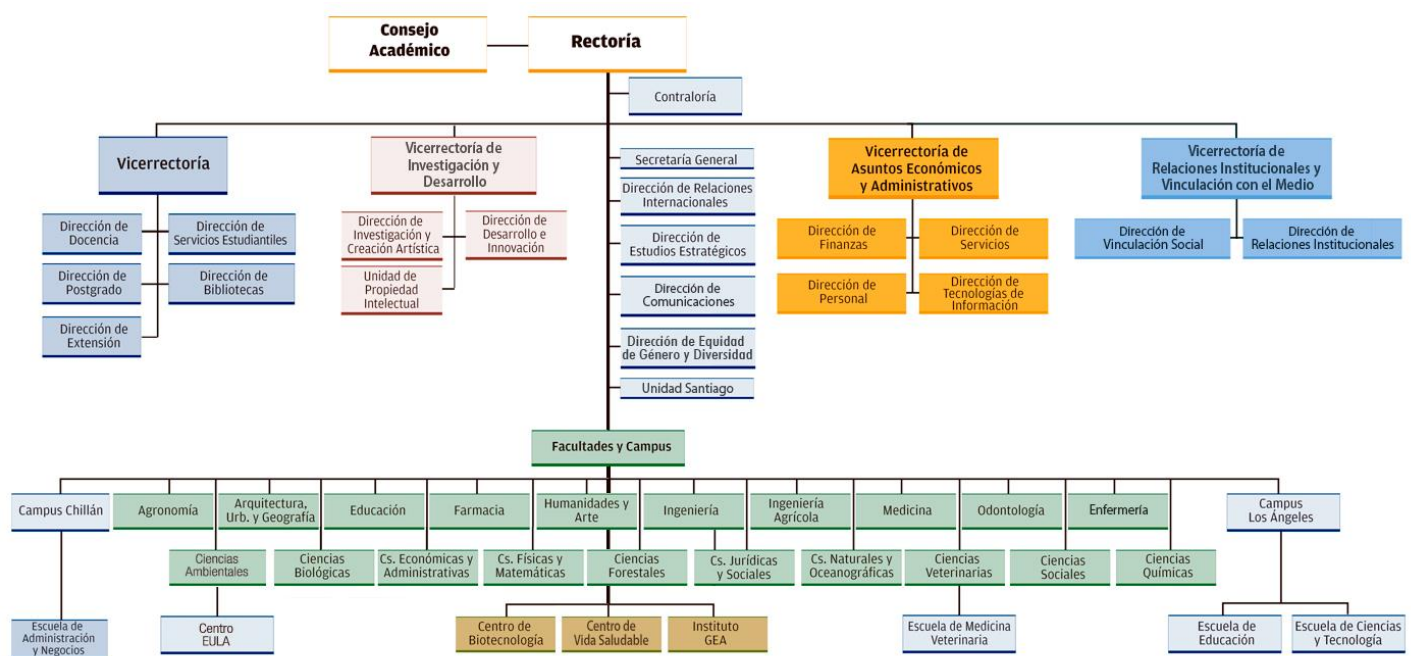 Consejo
Académico
Rectoría
Contraloría
Vicerrectoría
Dirección de
Docencia
Dirección de
Servicios Estudiantiles
Dirección de
Postgrado
Dirección de
Bibliotecas
Dirección de
Extensión
Vicerrectoría de
Investigación y
Desarrollo
Dirección de
Investigación y
Creación Artística
Dirección de
Desarrollo e
Innovación
Unidad de
Propiedad
Intelectual
Secretaría General
Dirección de Relaciones
Internacionales
Dirección de
Estudios Estratégicos
Dirección de
Comunicaciones
Dirección de Equidad
de Género y Diversidad
Unidad Santiago
Vicerrectoría de
Asuntos Económicos
y Administrativos
Dirección de
Finanzas
Dirección de
Servicios
Dirección de
Personal
Dirección de
Tecnologías de
Información
Vicerrectoría de
Relaciones Institucionales y
Vinculación con el Medio
Dirección de
Vinculación Social
Dirección de
Relaciones Institucionales
Facultades y Campus
Campus Chillán
Agronomía
Arquitectura,
Urb. y Geografía
Educación
Farmacia
Humanidades y
Arte
Ingeniería
Ingeniería
Agrícola
Medicina
Odontología
Enfermería
Campus
Los Ángeles
Ciencias
Ambientales
Ciencias
Biológicas
Cs. Económicas y
Administrativas
Cs. Físicas y
Matemáticas
Ciencias
Forestales
Cs. Jurídicas
y Sociales
Cs. Naturales y
Oceanográficas
Ciencias
Veterinarias
Ciencias
Sociales
Ciencias
Químicas
Escuela de
Administración
y Negocios
Centro
EULA
Centro de
Biotecnología
Centro de
Vida Saludable
Instituto
GEA
Escuela de Medicina
Veterinaria
Escuela de
Educación
Escuela de Ciencias
y Tecnología